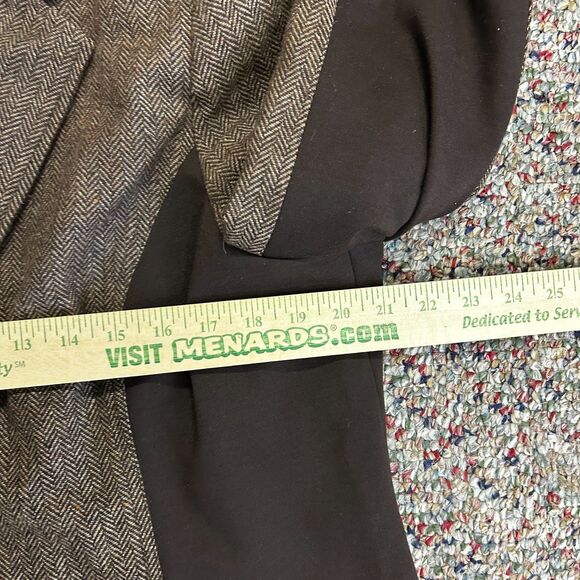 13 14 15 16 17 18 19 20 21 22 23 24 25
ty℠ VISIT MENARDS®.com Dedicated to Serv